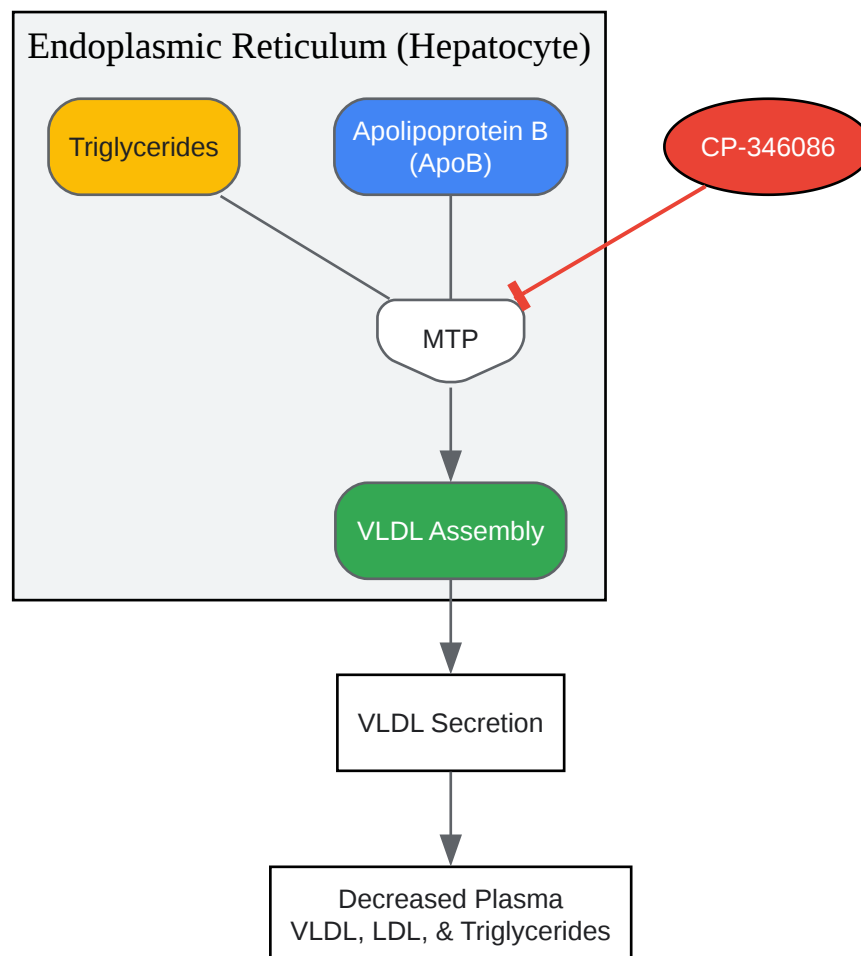 Endoplasmic Reticulum (Hepatocyte)
Triglycerides
Apolipoprotein B
(ApoB)
CP-346086
MTP
VLDL Assembly
VLDL Secretion
Decreased Plasma
VLDL, LDL, & Triglycerides